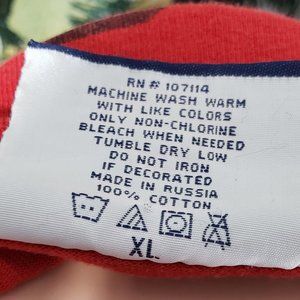 RN # 107114
MACHINE WASH WARM
WITH LIKE COLORS
ONLY NON-CHLORINE
BLEACH WHEN NEEDED
TUMBLE DRY LOW
DO NOT IRON
IF DECORATED
MADE IN RUSSIA
100% COTTON
XL